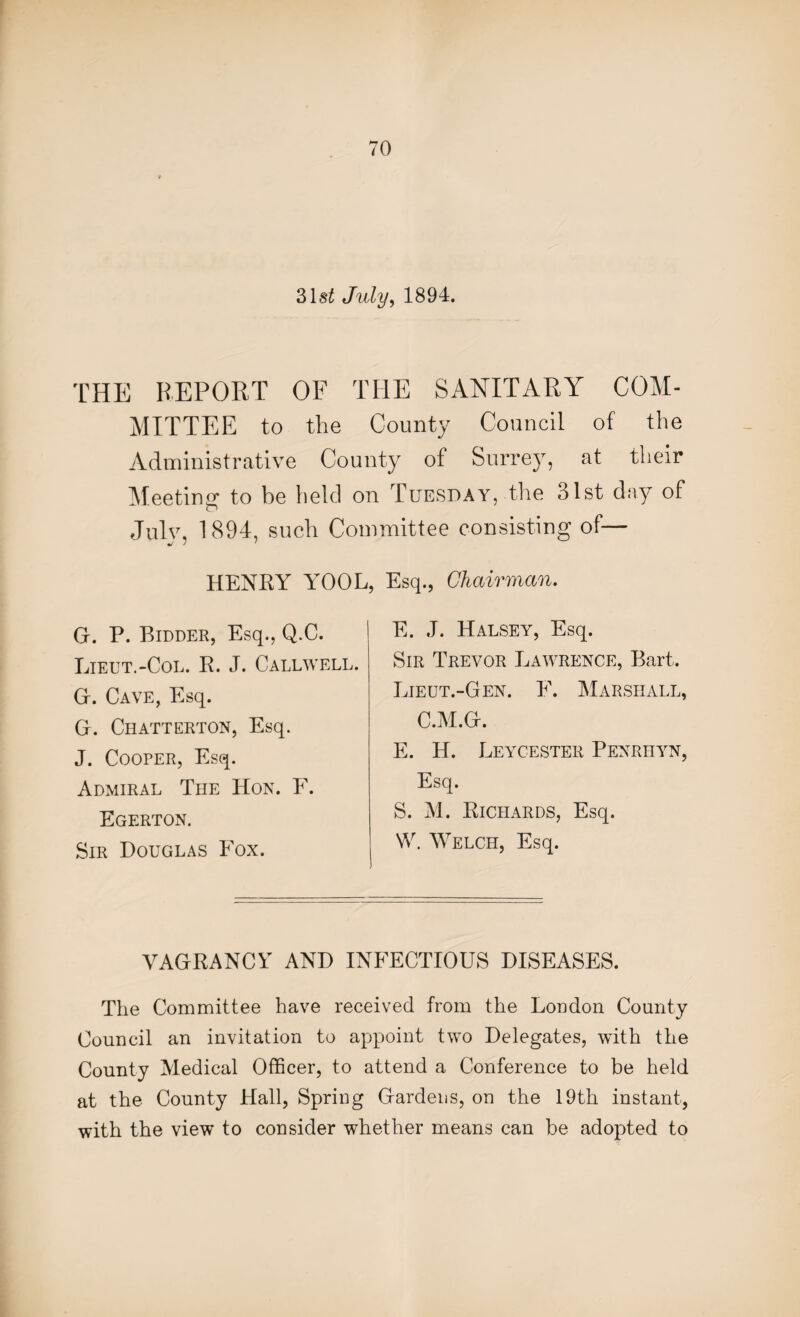 70
31st July, 1894.
THE REPORT OF THE SANITARY COM-
MITTEE to the County Council of the
Administrative County of Surrey, at their
Meeting to be held on Tuesday, the 31st day of
July, 1894, such Committee consisting of—
HENRY YOOL, Esq., Chairman.
G. P. Bidder, Esq., Q.C.
Lieut.-Col. R. J. Callwell.
G. Cave, Esq.
G. Chatterton, Esq.
J. Cooper, Esq.
Admiral The Hon. F.
Egerton.
Sir Douglas Fox.
E. J. Halsey, Esq.
Sir Trevor Lawrence, Bart.
Lieut.-Gen. F. Marshall,
C.M.G.
E. H. Leycester Penrhyn,
Esq.
S. M. Richards, Esq.
W. Welch, Esq.
VAGRANCY AND INFECTIOUS DISEASES.
The Committee have received from the London County
Council an invitation to appoint two Delegates, with the
County Medical Officer, to attend a Conference to be held
at the County Hall, Spring Gardens, on the 19th instant,
with the view to consider whether means can be adopted to